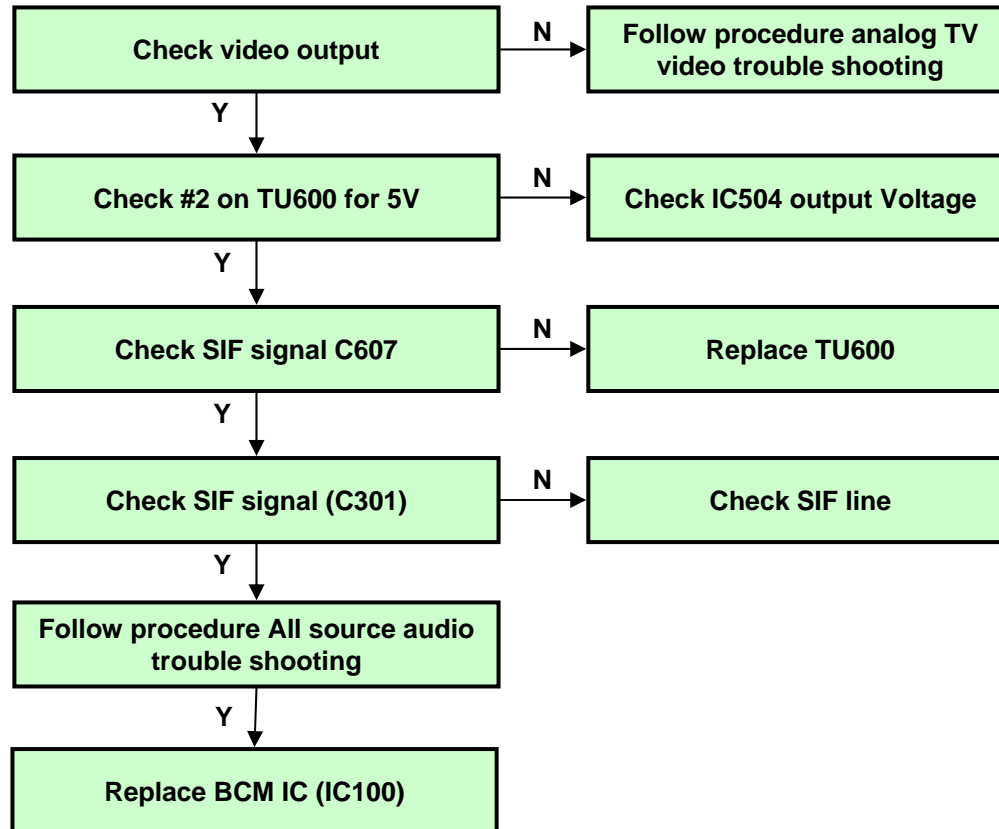 Check video output
N
Follow procedure analog TV
video trouble shooting
Y
Check #2 on TU600 for 5V
N
Check IC504 output Voltage
Y
Check SIF signal C607
N
Replace TU600
Y
Check SIF signal (C301)
N
Check SIF line
Y
Follow procedure All source audio
trouble shooting
Y
Replace BCM IC (IC100)